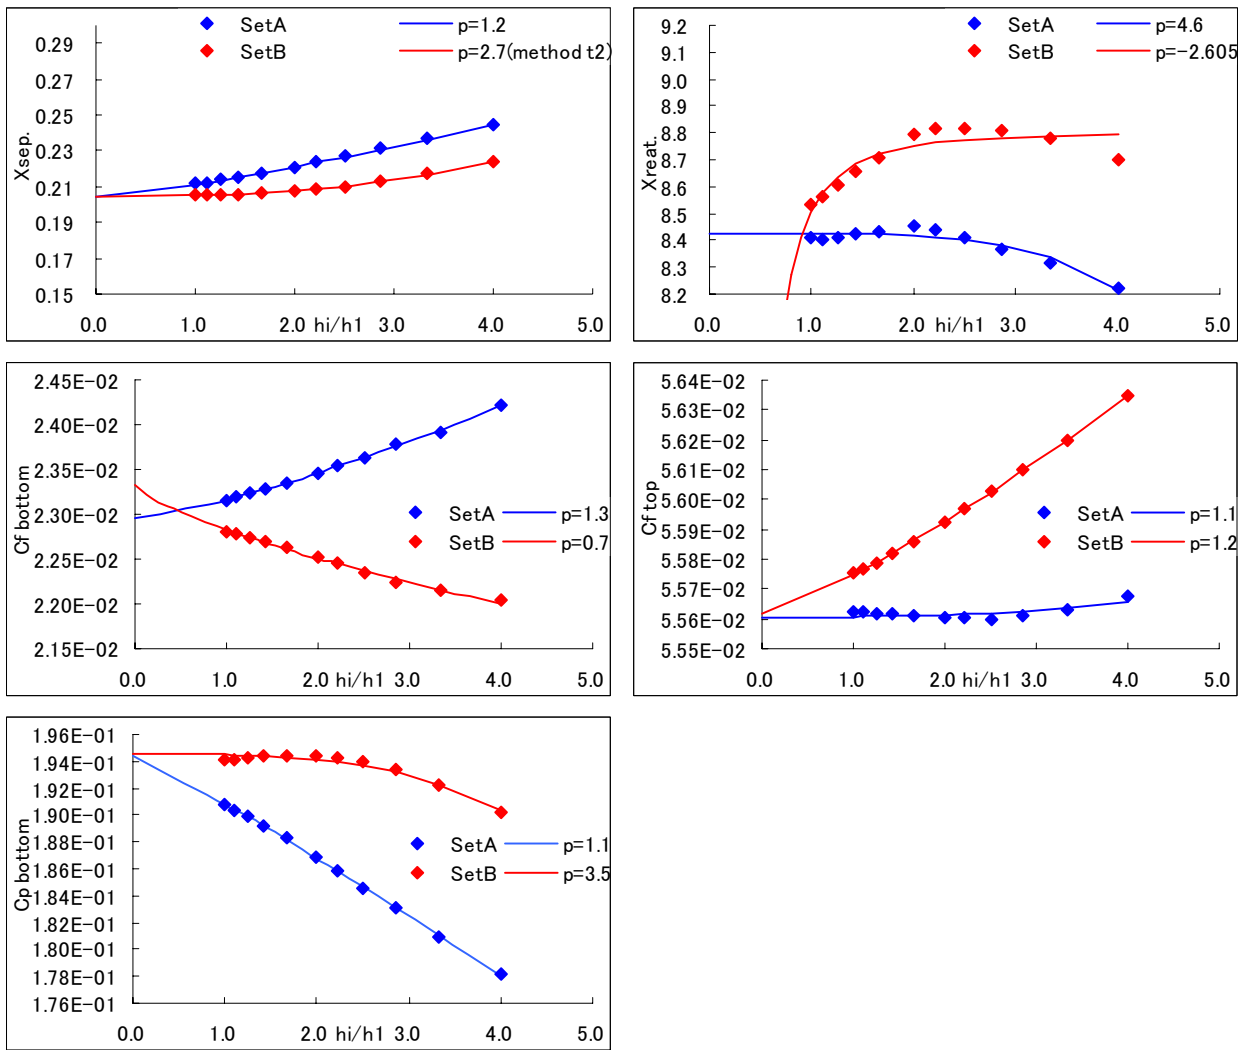 SetA p=1.2
SetB p=2.7(method t2)
0.29
0.27
0.25
0.23
0.21
0.19
0.17
0.15
Xsep.
0.0 1.0 2.0 hi/h1 3.0 4.0 5.0
SetA p=4.6
SetB p=-2.605
9.2
9.1
9.0
8.9
8.8
8.7
8.6
8.5
8.4
8.3
8.2
Xreat.
0.0 1.0 2.0 hi/h1 3.0 4.0 5.0
2.45E-02
2.40E-02
2.35E-02
2.30E-02
2.25E-02
2.20E-02
2.15E-02
Cf bottom
SetA p=1.3
SetB p=0.7
0.0 1.0 2.0 hi/h1 3.0 4.0 5.0
5.64E-02
5.63E-02
5.62E-02
5.61E-02
5.60E-02
5.59E-02
5.58E-02
5.57E-02
5.56E-02
5.55E-02
Cf top
SetA p=1.1
SetB p=1.2
0.0 1.0 2.0 hi/h1 3.0 4.0 5.0
1.96E-01
1.94E-01
1.92E-01
1.90E-01
1.88E-01
1.86E-01
1.84E-01
1.82E-01
1.80E-01
1.78E-01
1.76E-01
Cp bottom
SetA p=1.1
SetB p=3.5
0.0 1.0 2.0 hi/h1 3.0 4.0 5.0